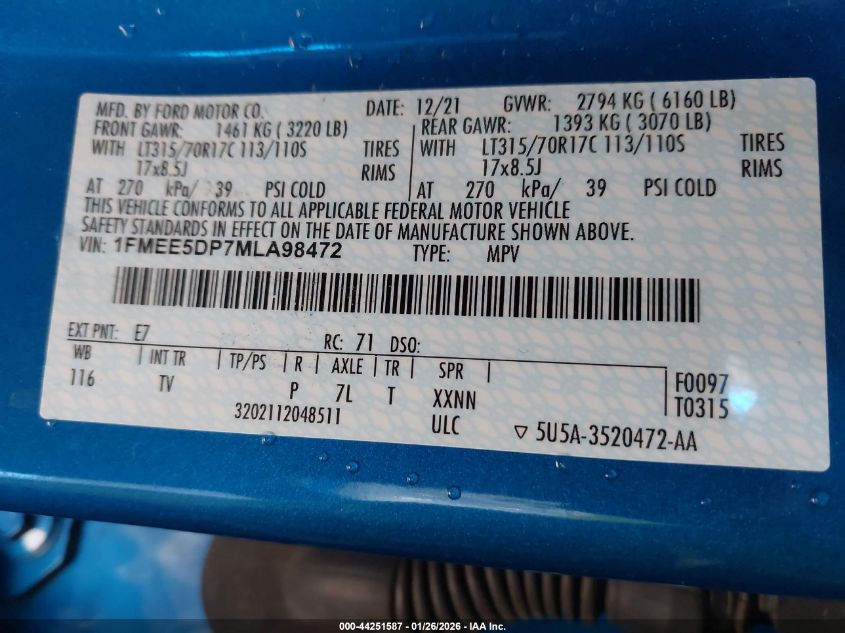 MFD. BY FORD MOTOR CO. DATE: 12/21 GVWR: 2794 KG ( 6160 LB)
FRONT GAWR: 1461 KG ( 3220 LB) REAR GAWR: 1393 KG ( 3070 LB)
WITH LT315/70R17C 113/110S TIRES WITH LT315/70R17C 113/110S TIRES
17x8.5J RIMS 17x8.5J RIMS
AT 270 kPa/ 39 PSI COLD AT 270 kPa/ 39 PSI COLD
THIS VEHICLE CONFORMS TO ALL APPLICABLE FEDERAL MOTOR VEHICLE
SAFETY STANDARDS IN EFFECT ON THE DATE OF MANUFACTURE SHOWN ABOVE.
VIN: 1FMEE5DP7MLA98472 TYPE: MPV
EXT PNT: E7 RC: 71 DSO:
WB | INT TR | TP/PS | R | AXLE | TR | SPR | F0097
116 TV P 7L T XXNN T0315
3202112048511 ULC ▽ 5U5A-3520472-AA
000-44251587 - 01/26/2026 - IAA Inc.